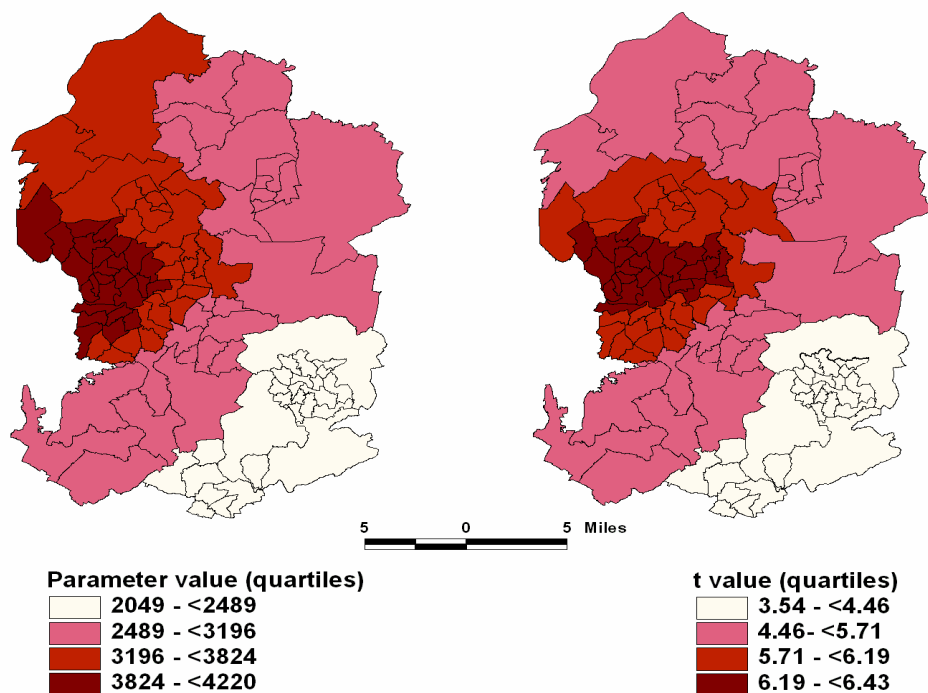 5 0 5 Miles
Parameter value (quartiles)
2049 - <2489
2489 - <3196
3196 - <3824
3824 - <4220
t value (quartiles)
3.54 - <4.46
4.46- <5.71
5.71 - <6.19
6.19 - <6.43